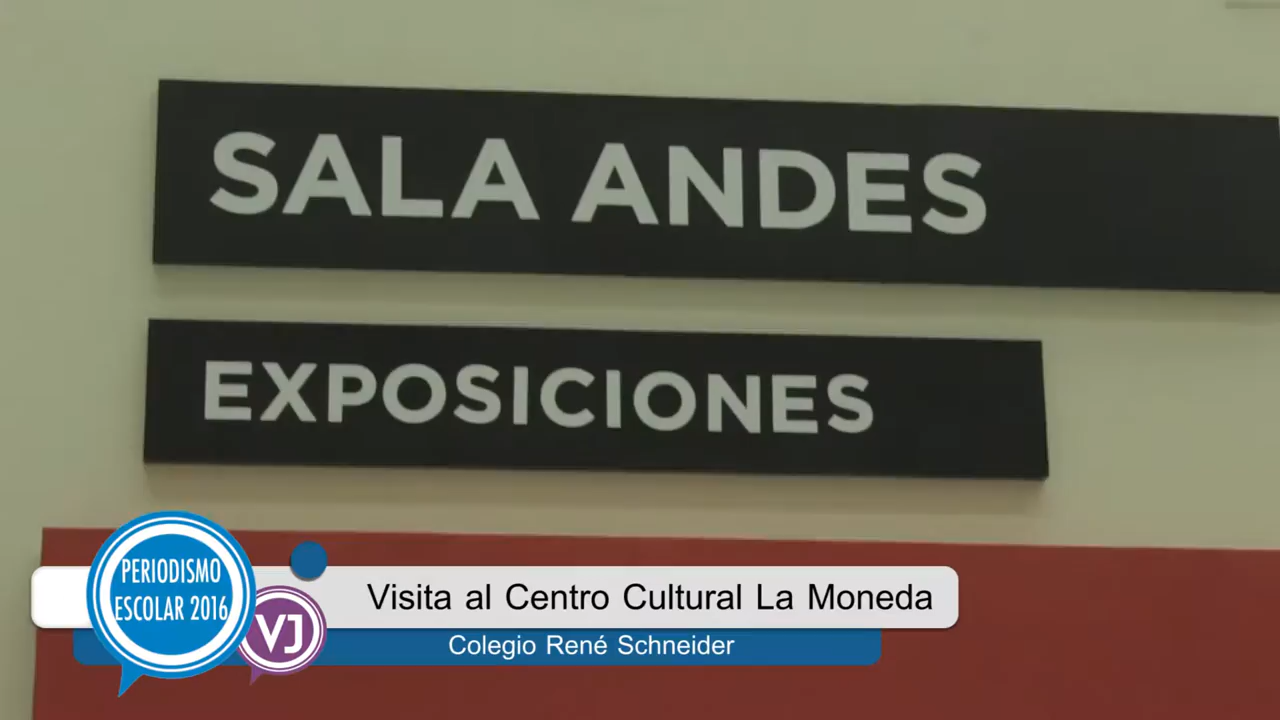 SALA ANDES
EXPOSICIONES
PERIODISMO
ESCOLAR 2016
VJ
Visita al Centro Cultural La Moneda
Colegio René Schneider